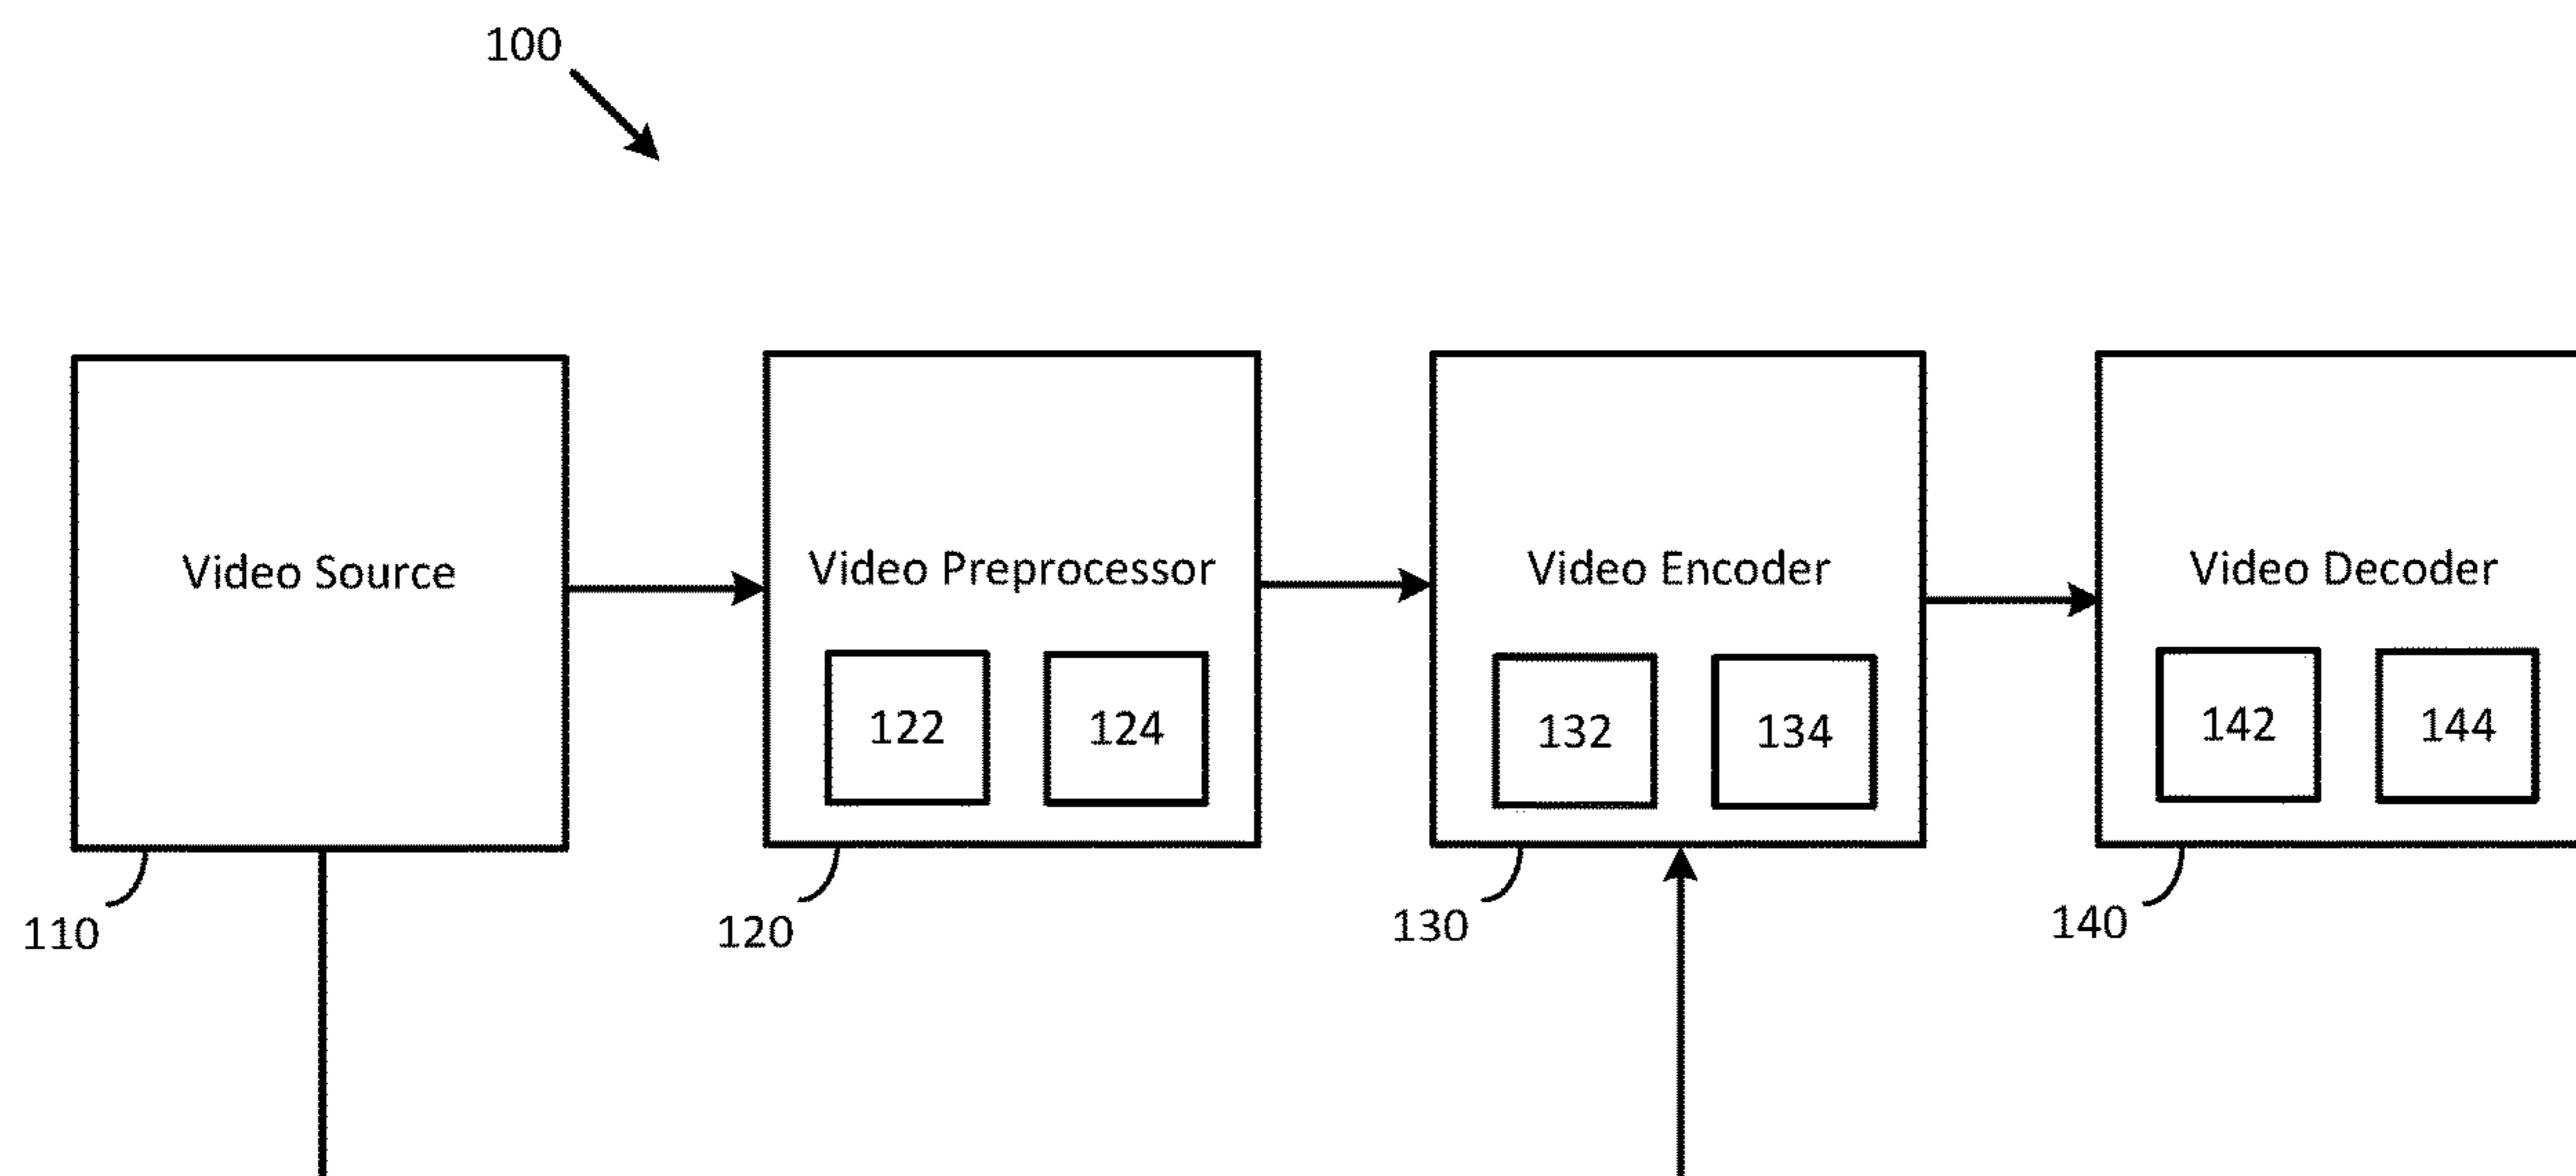 100
Video Source
Video Preprocessor
Video Encoder
Video Decoder
122
124
132
134
142
144
110
120
130
140